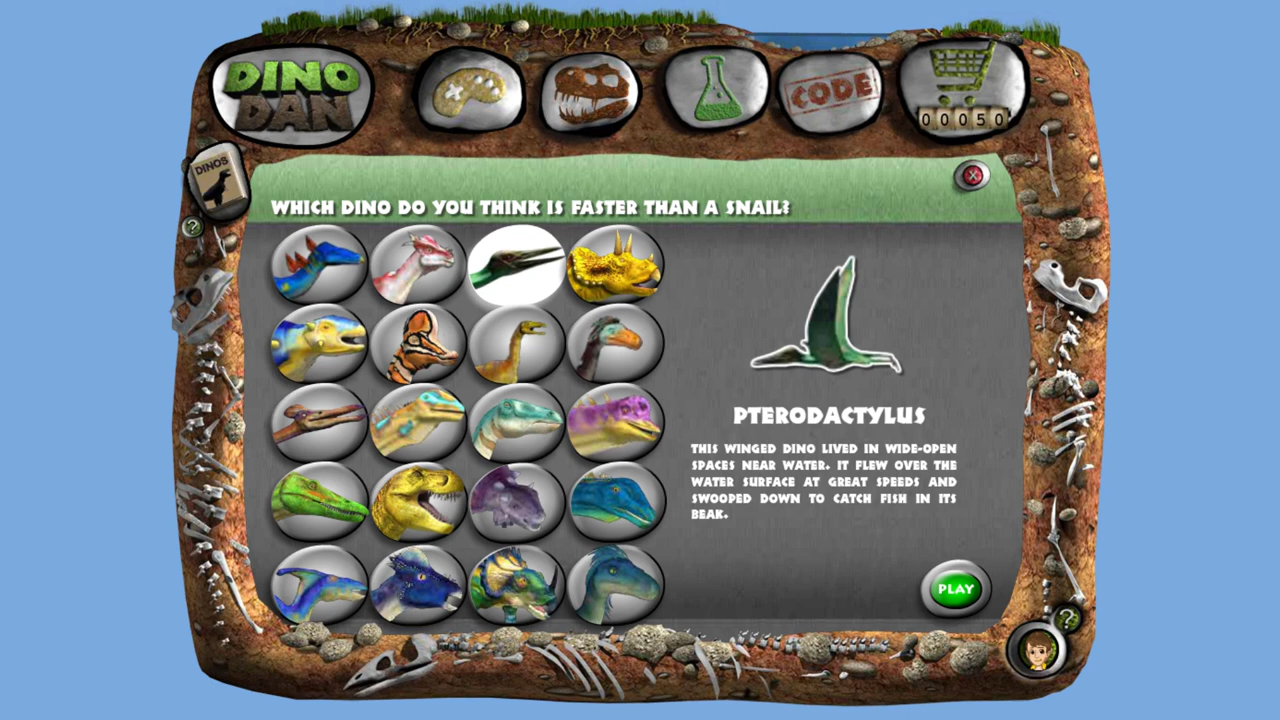 DINO
DAN
CODE
00050
DINOS
?
WHICH DINO DO YOU THINK IS FASTER THAN A SNAIL?
PTERODACTYLUS
THIS WINGED DINO LIVED IN WIDE-OPEN
SPACES NEAR WATER. IT FLEW OVER THE
WATER SURFACE AT GREAT SPEEDS AND
SWOOPED DOWN TO CATCH FISH IN ITS
BEAK.
PLAY
?